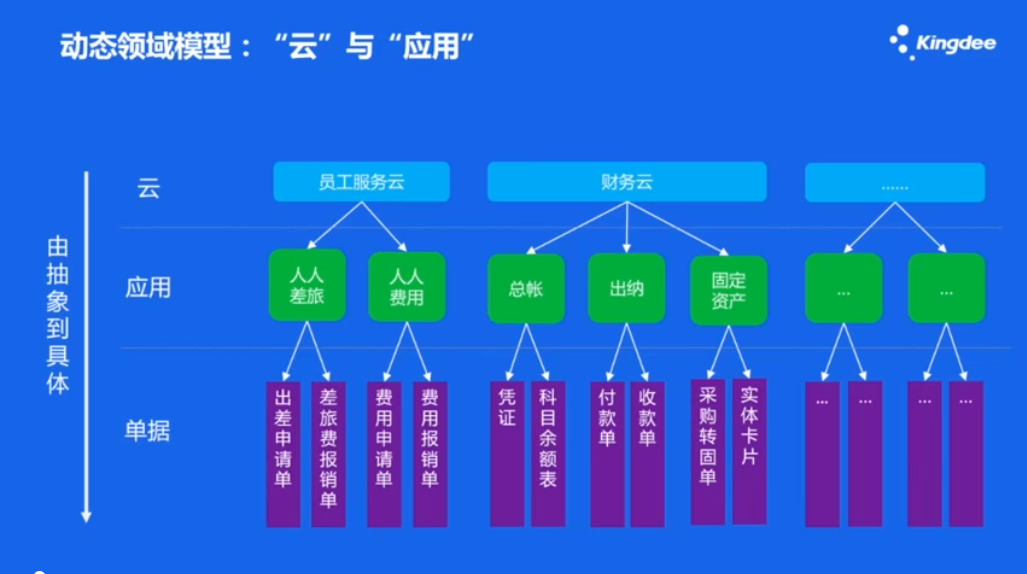 动态领域模型：“云”与“应用”
Kingdee
由抽象到具体
云
员工服务云
财务云
......
应用
人人
差旅
人人
费用
总帐
出纳
固定
资产
...
...
单据
出差申请单
差旅费报销单
费用申请单
费用报销单
凭证
科目余额表
付款单
收款单
采购转固单
实体卡片
...
...
...
...